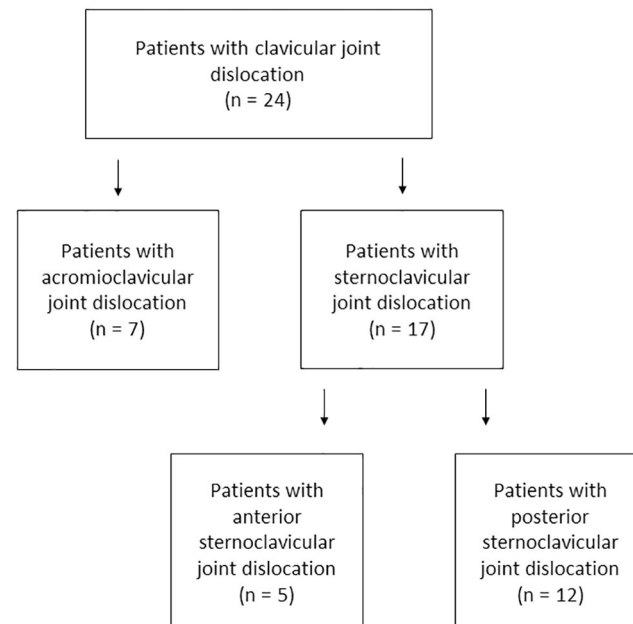 Patients with clavicular joint
dislocation
(n = 24)
Patients with
acromioclavicular
joint dislocation
(n = 7)
Patients with
sternoclavicular
joint dislocation
(n = 17)
Patients with
anterior
sternoclavicular
joint dislocation
(n = 5)
Patients with
posterior
sternoclavicular
joint dislocation
(n = 12)